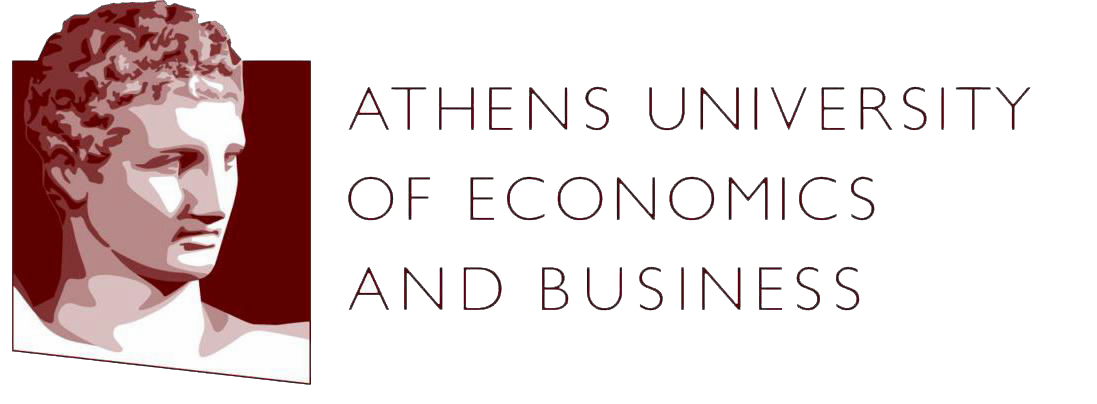 ATHENS UNIVERSITY
OF ECONOMICS
AND BUSINESS